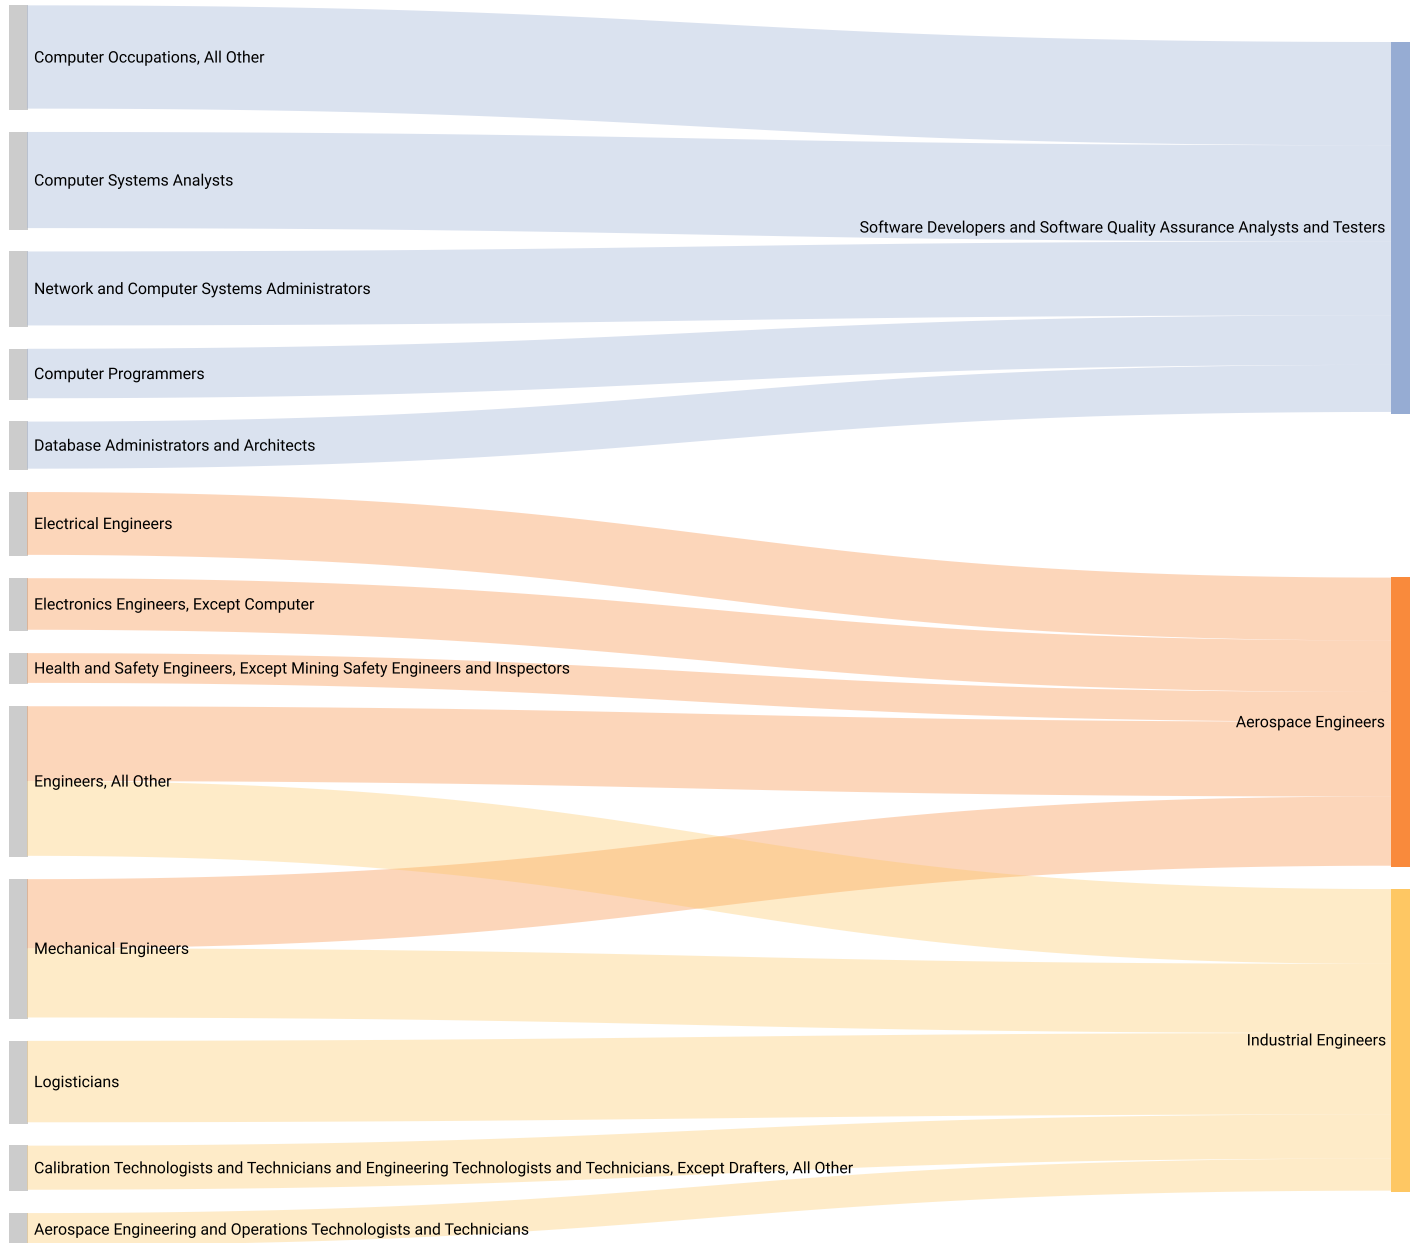 Computer Occupations, All Other
Computer Systems Analysts
Software Developers and Software Quality Assurance Analysts and Testers
Network and Computer Systems Administrators
Computer Programmers
Database Administrators and Architects
Electrical Engineers
Electronics Engineers, Except Computer
Health and Safety Engineers, Except Mining Safety Engineers and Inspectors
Aerospace Engineers
Engineers, All Other
Mechanical Engineers
Industrial Engineers
Logisticians
Calibration Technologists and Technicians and Engineering Technologists and Technicians, Except Drafters, All Other
Aerospace Engineering and Operations Technologists and Technicians